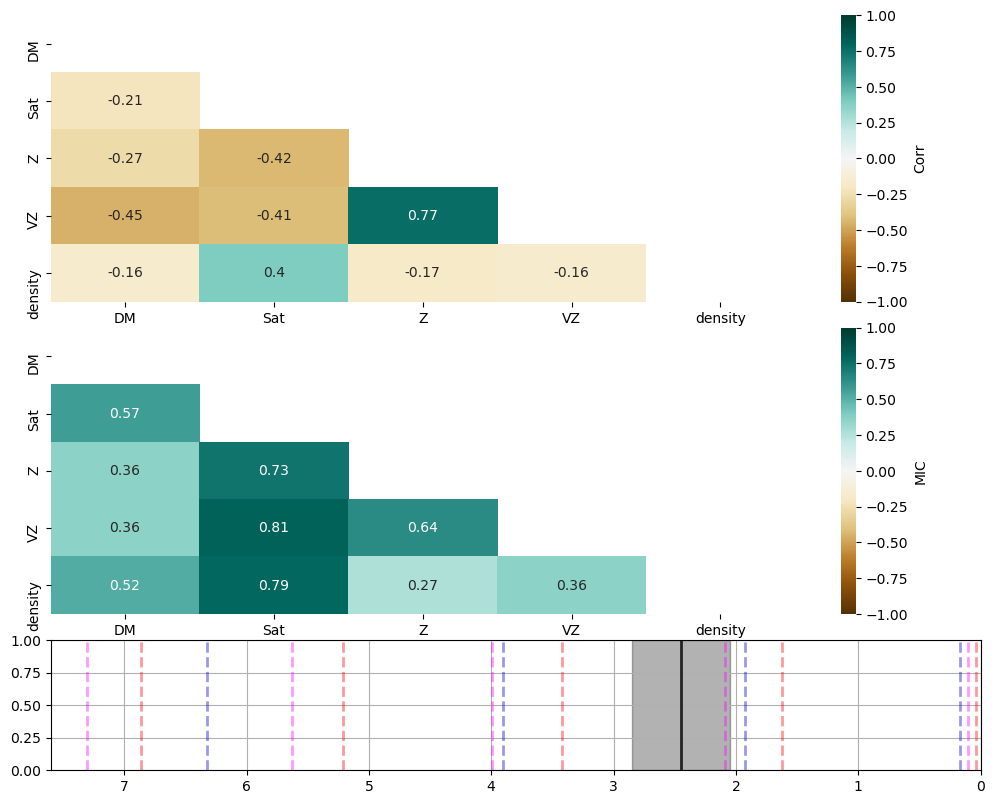 DM
Sat
Z
VZ
density
-0.21
-0.27 -0.42
-0.45 -0.41 0.77
-0.16 0.4 -0.17 -0.16
DM Sat Z VZ density
1.00
0.75
0.50
0.25
0.00
−0.25
−0.50
−0.75
−1.00
Corr
DM
Sat
Z
VZ
density
0.57
0.36 0.73
0.36 0.81 0.64
0.52 0.79 0.27 0.36
DM Sat Z VZ density
1.00
0.75
0.50
0.25
0.00
−0.25
−0.50
−0.75
−1.00
MIC
1.00
0.75
0.50
0.25
0.00
7 6 5 4 3 2 1 0